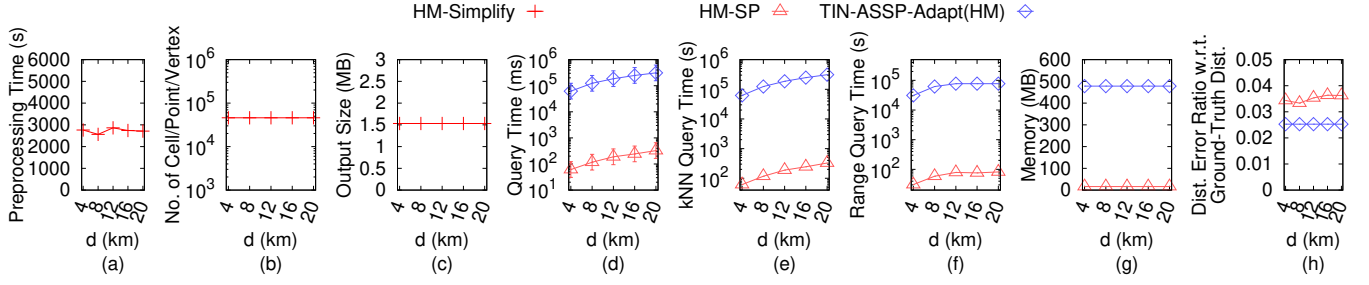 HM-Simplify HM-SP TIN-ASSP-Adapt(HM)
Preprocessing Time (s)
6000
5000
4000
3000
2000
1000
0
4 8 12 16 20
d (km)
(a)
No. of Cell/Point/Vertex
10^6
10^5
10^4
10^3
4 8 12 16 20
d (km)
(b)
Output Size (MB)
3
2.5
2
1.5
1
0.5
0
4 8 12 16 20
d (km)
(c)
Query Time (ms)
10^6
10^5
10^4
10^3
10^2
10^1
4 8 12 16 20
d (km)
(d)
kNN Query Time (s)
10^6
10^5
10^4
10^3
10^2
4 8 12 16 20
d (km)
(e)
Range Query Time (s)
10^5
10^4
10^3
10^2
4 8 12 16 20
d (km)
(f)
Memory (MB)
600
500
400
300
200
100
0
4 8 12 16 20
d (km)
(g)
Dist. Error Ratio w.r.t.
Ground-Truth Dist.
0.05
0.04
0.03
0.02
0.01
0
4 8 12 16 20
d (km)
(h)